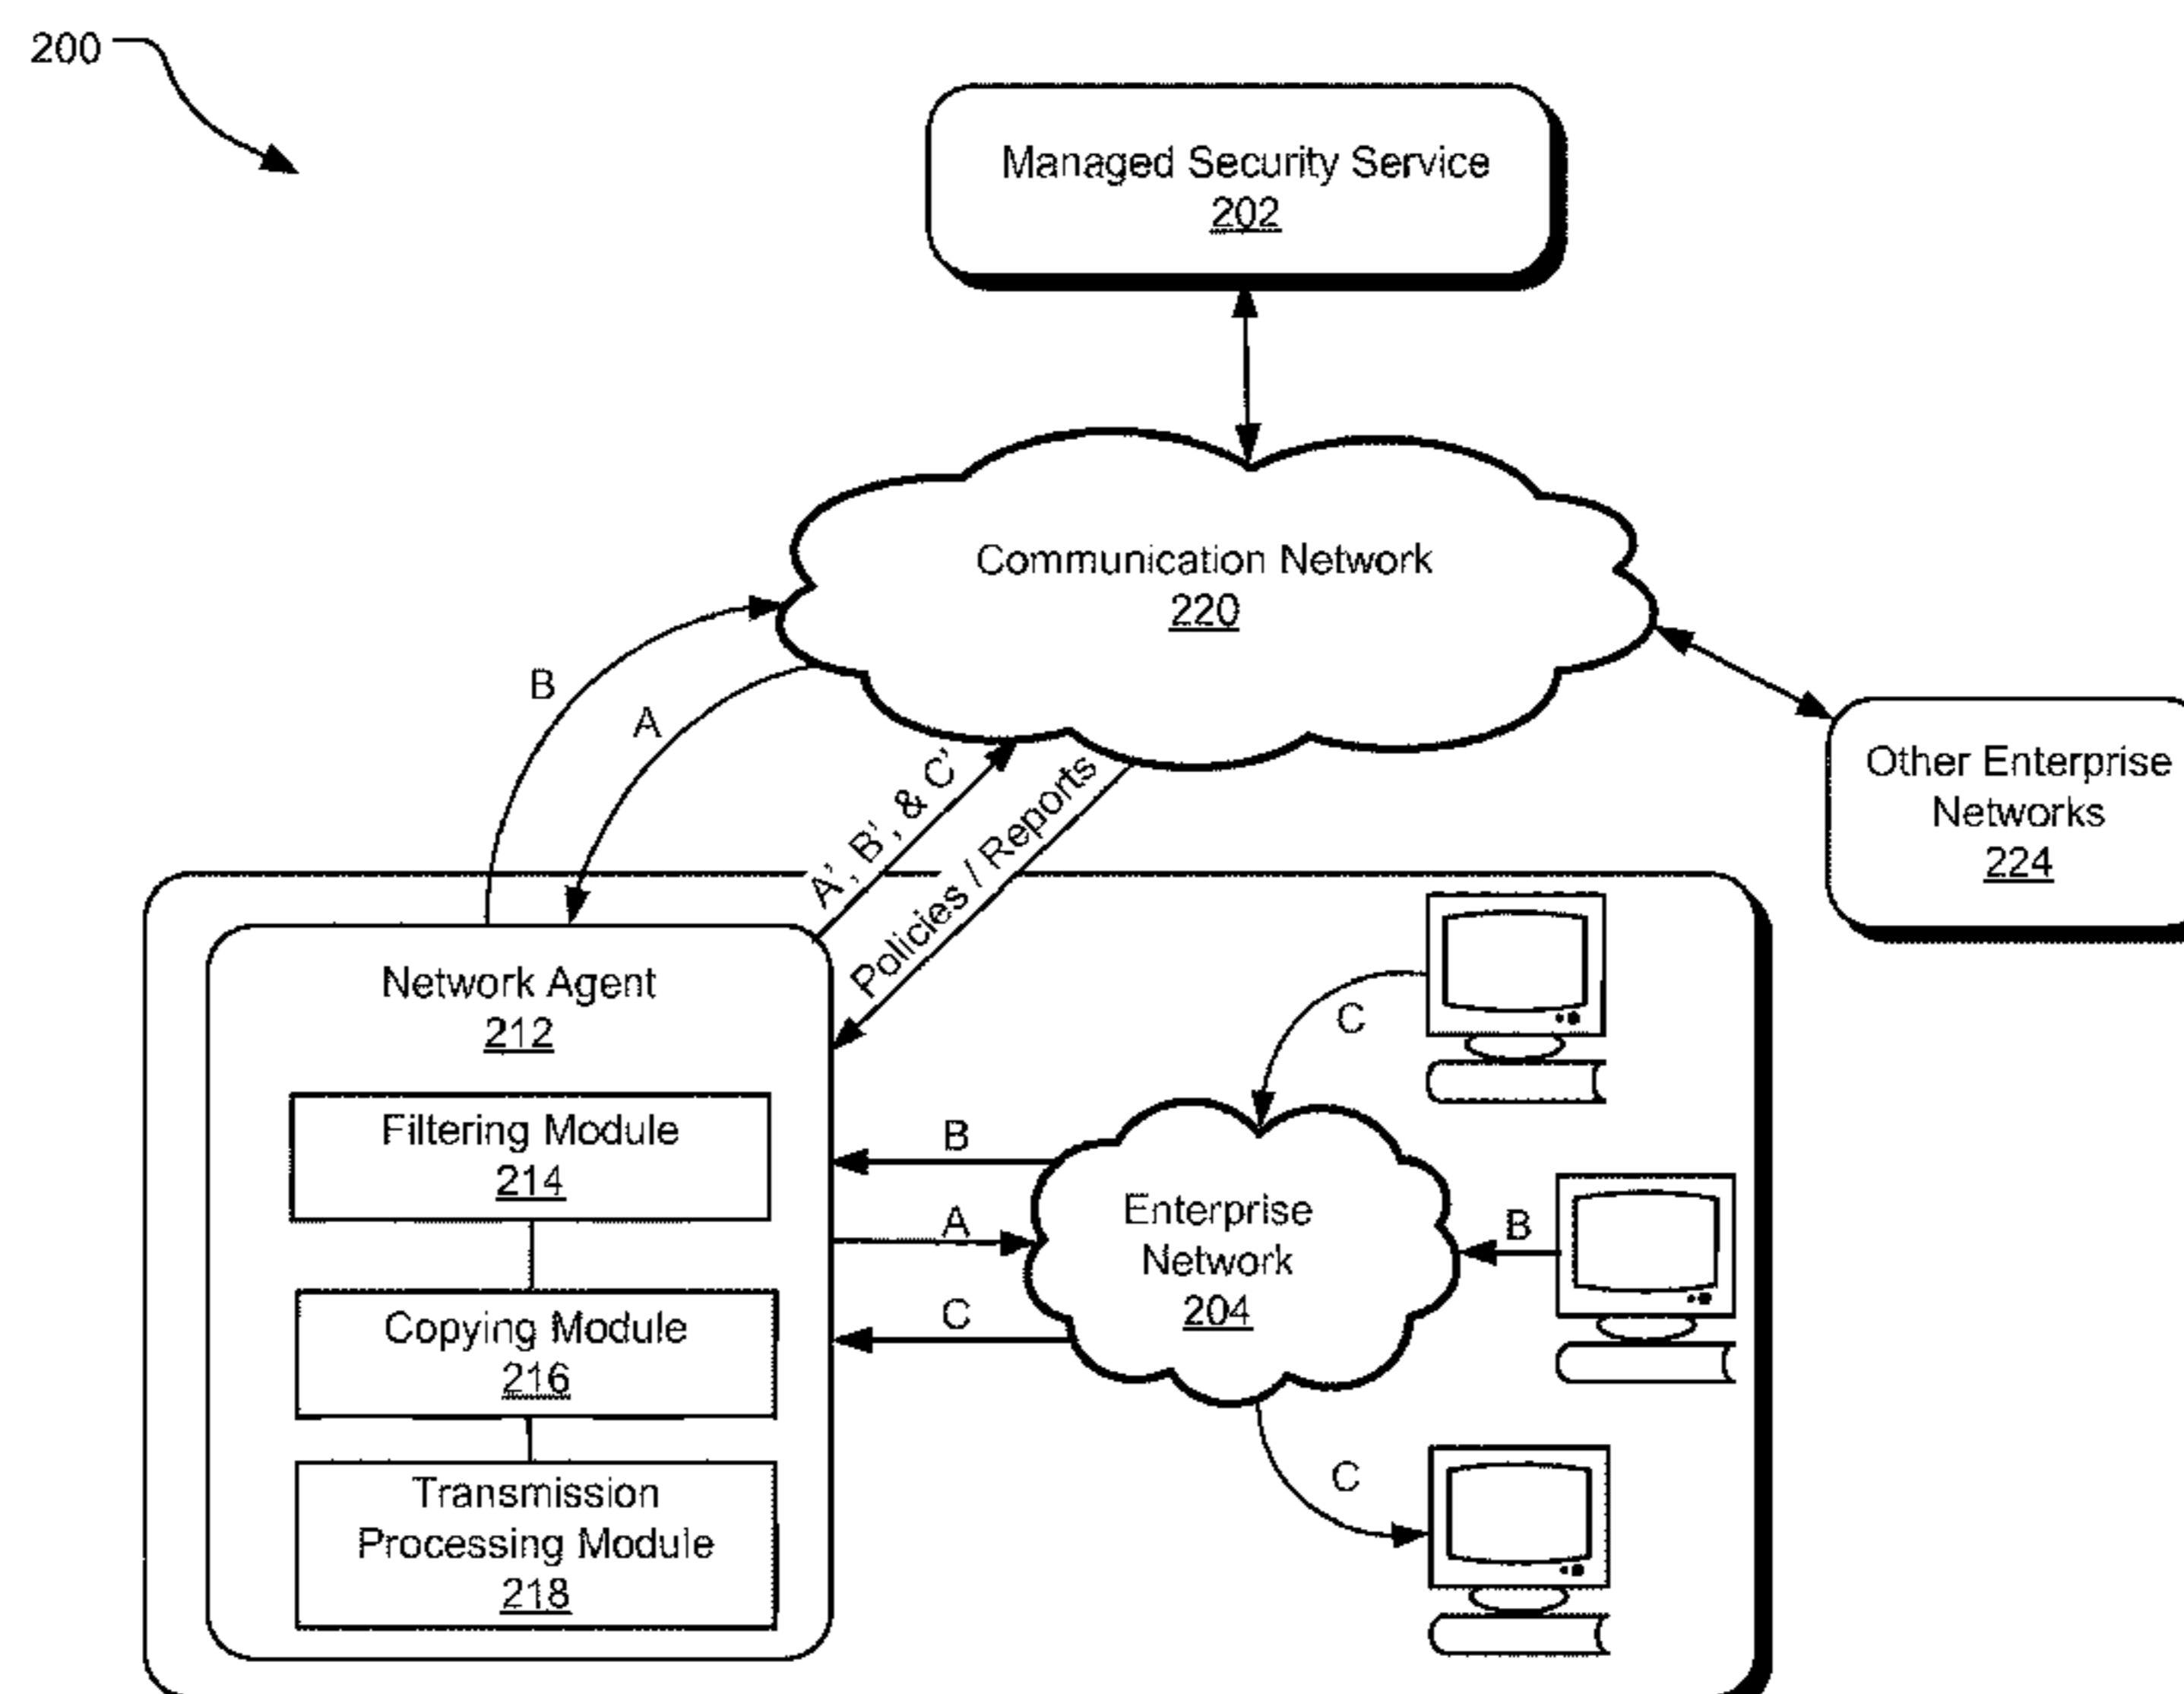 200
Managed Security Service
202
Communication Network
220
B
A
A’, B’, & C’
Policies / Reports
Other Enterprise
Networks
224
Network Agent
212
C
Filtering Module
214
B
A
C
Enterprise
Network
204
B
Copying Module
216
Transmission
Processing Module
218
C